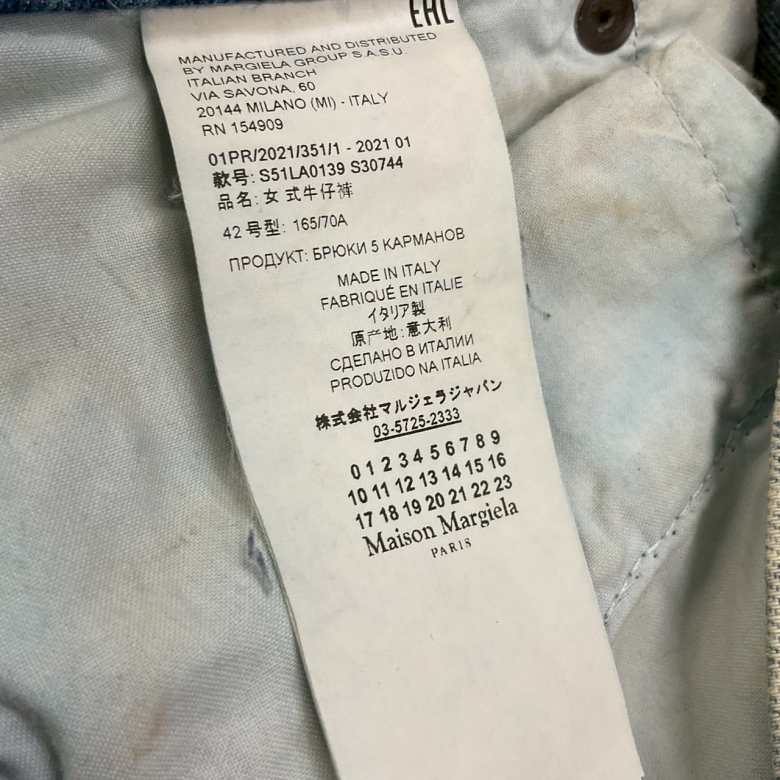 EAC
MANUFACTURED AND DISTRIBUTED
BY MARGIELA GROUP S.A.S.U.
ITALIAN BRANCH
VIA SAVONA, 60
20144 MILANO (MI) - ITALY
RN 154909
01PR/2021/351/1 - 2021 01
款号: S51LA0139 S30744
品名: 女 式牛仔裤
42 号型: 165/70A
ПРОДУКТ: БРЮКИ 5 КАРМАНОВ
MADE IN ITALY
FABRIQUÉ EN ITALIE
イタリア製
原产地: 意大利
СДЕЛАНО В ИТАЛИИ
PRODUZIDO NA ITALIA
株式会社マルジェラジャパン
03-5725-2333
0 1 2 3 4 5 6 7 8 9
10 11 12 13 14 15 16
17 18 19 20 21 22 23
Maison Margiela
PARIS